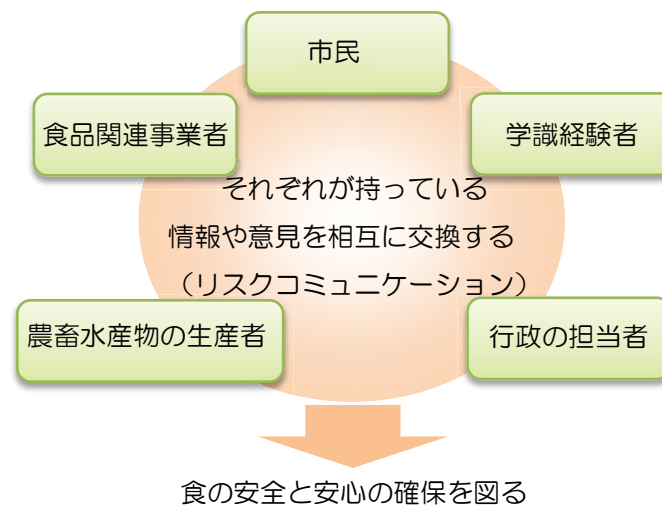 市民
食品関連事業者
学識経験者
それぞれが持っている
情報や意見を相互に交換する
（リスクコミュニケーション）
農畜水産物の生産者
行政の担当者
食の安全と安心の確保を図る